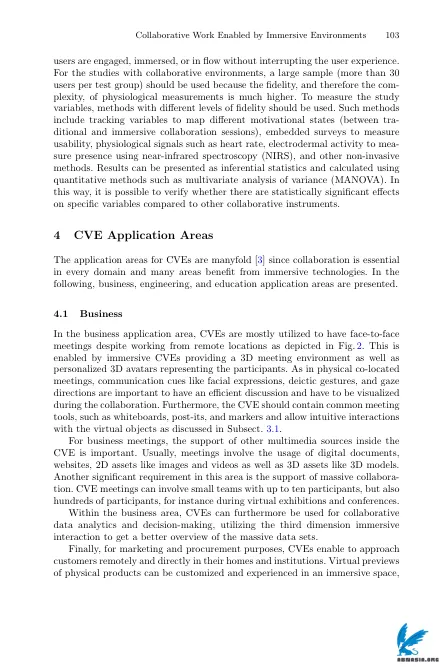 Collaborative Work Enabled by Immersive Environments 103
users are engaged, immersed, or in flow without interrupting the user experience.
For the studies with collaborative environments, a large sample (more than 30
users per test group) should be used because the fidelity, and therefore the com-
plexity, of physiological measurements is much higher. To measure the study
variables, methods with different levels of fidelity should be used. Such methods
include tracking variables to map different motivational states (between tra-
ditional and immersive collaboration sessions), embedded surveys to measure
usability, physiological signals such as heart rate, electrodermal activity to mea-
sure presence using near-infrared spectroscopy (NIRS), and other non-invasive
methods. Results can be presented as inferential statistics and calculated using
quantitative methods such as multivariate analysis of variance (MANOVA). In
this way, it is possible to verify whether there are statistically significant effects
on specific variables compared to other collaborative instruments.
4 CVE Application Areas
The application areas for CVEs are manyfold [3] since collaboration is essential
in every domain and many areas benefit from immersive technologies. In the
following, business, engineering, and education application areas are presented.
4.1 Business
In the business application area, CVEs are mostly utilized to have face-to-face
meetings despite working from remote locations as depicted in Fig. 2. This is
enabled by immersive CVEs providing a 3D meeting environment as well as
personalized 3D avatars representing the participants. As in physical co-located
meetings, communication cues like facial expressions, deictic gestures, and gaze
directions are important to have an efficient discussion and have to be visualized
during the collaboration. Furthermore, the CVE should contain common meeting
tools, such as whiteboards, post-its, and markers and allow intuitive interactions
with the virtual objects as discussed in Subsect. 3.1.
For business meetings, the support of other multimedia sources inside the
CVE is important. Usually, meetings involve the usage of digital documents,
websites, 2D assets like images and videos as well as 3D assets like 3D models.
Another significant requirement in this area is the support of massive collabora-
tion. CVE meetings can involve small teams with up to ten participants, but also
hundreds of participants, for instance during virtual exhibitions and conferences.
Within the business area, CVEs can furthermore be used for collaborative
data analytics and decision-making, utilizing the third dimension immersive
interaction to get a better overview of the massive data sets.
Finally, for marketing and procurement purposes, CVEs enable to approach
customers remotely and directly in their homes and institutions. Virtual previews
of physical products can be customized and experienced in an immersive space,